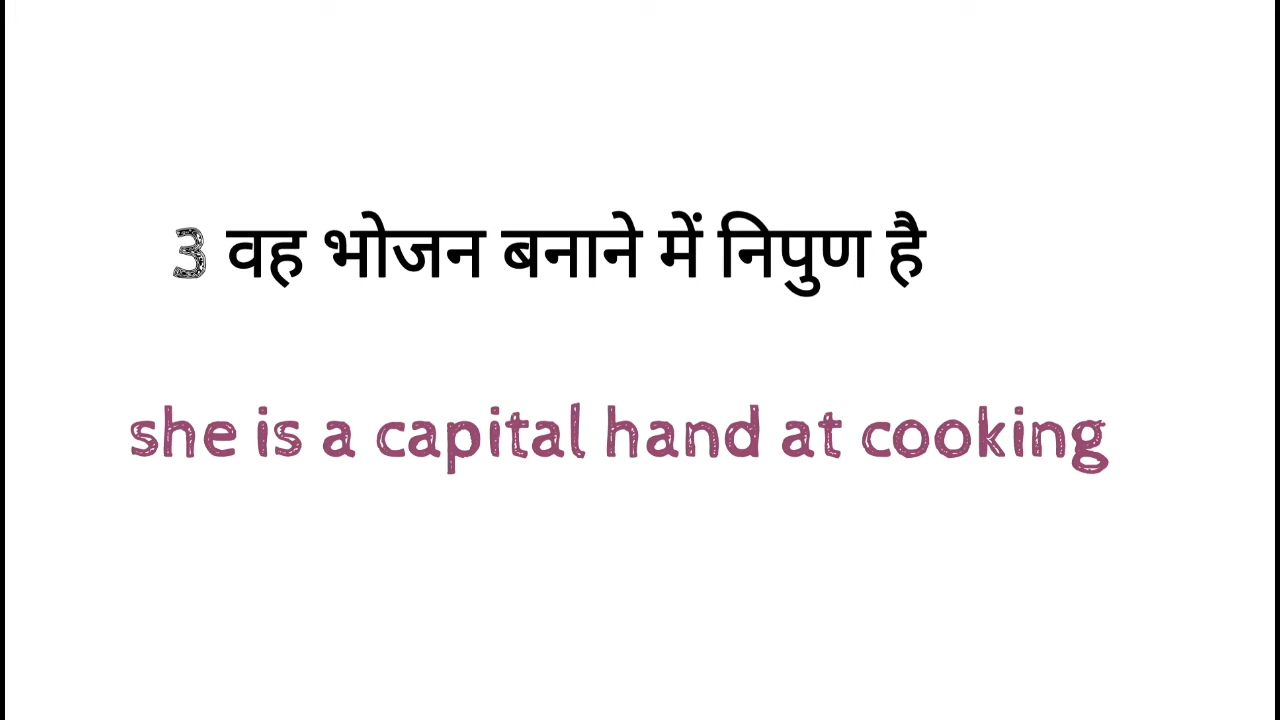 3 वह भोजन बनाने में निपुण है
she is a capital hand at cooking